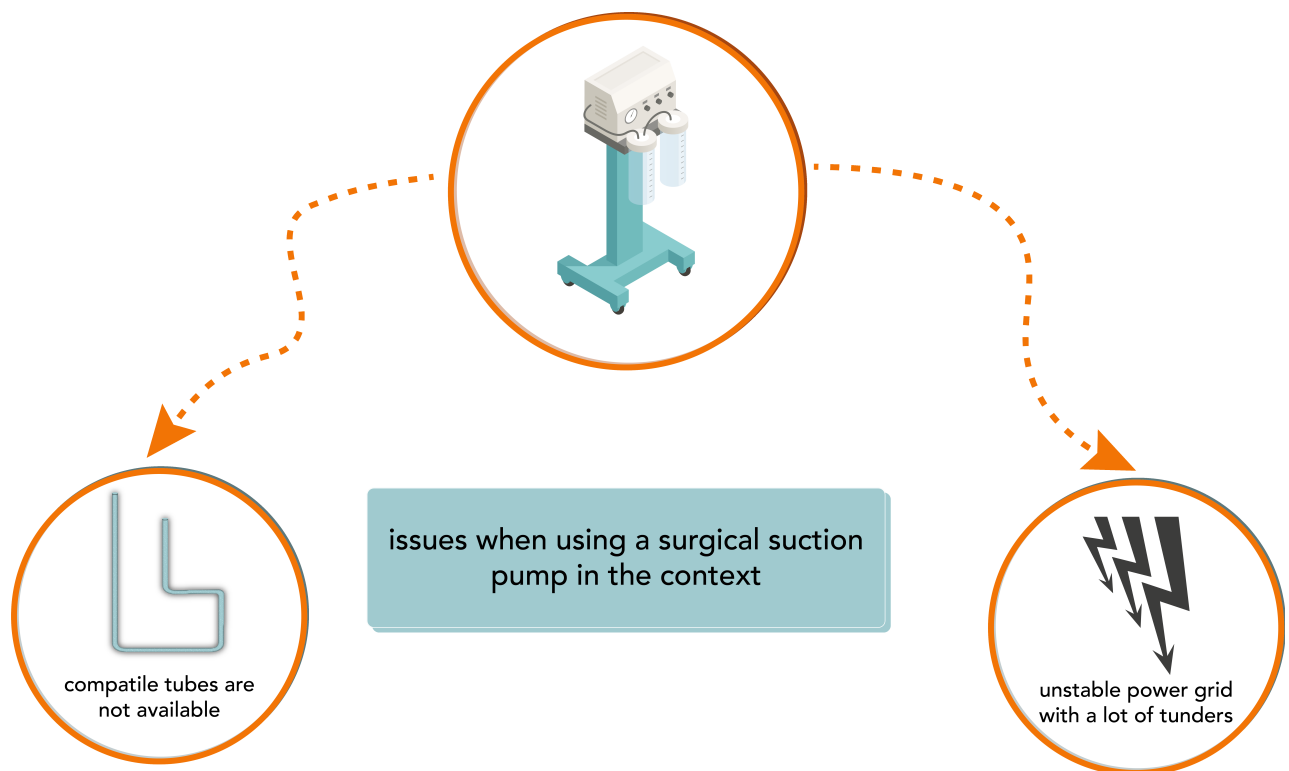 issues when using a surgical suction
pump in the context
compatile tubes are
not available
unstable power grid
with a lot of tunders